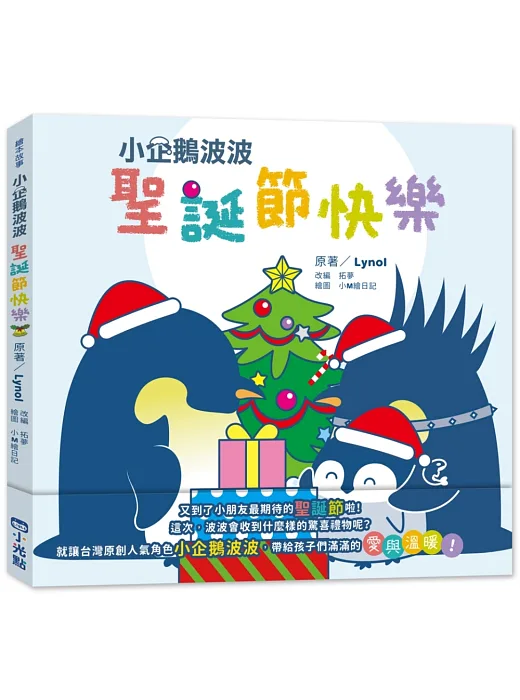 小企鵝波波
聖誕節快樂
原著／Lynol
改編 拓夢
繪圖 小M繪日記
又到了小朋友最期待的聖誕節啦！
這次，波波會收到什麼樣的驚喜禮物呢？
就讓台灣原創人氣角色小企鵝波波，帶給孩子們滿滿的愛與溫暖！
繪本故事
小企鵝波波
聖誕節快樂
原著／Lynol
改編 拓夢
繪圖 小M繪日記
小光點